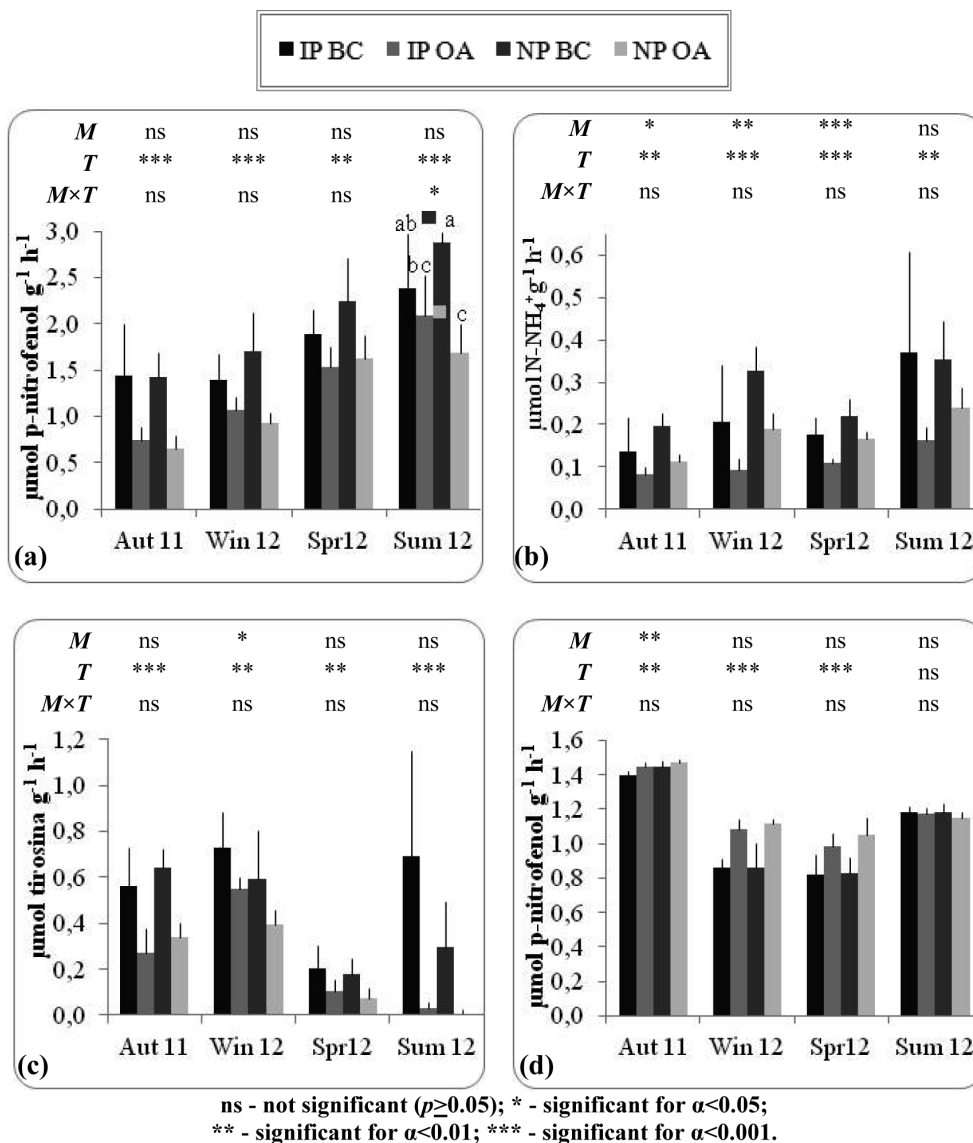 IP BC IP OA NP BC NP OA
M ns ns ns ns
T *** *** ** ***
M×T ns ns ns *
µmol p-nitrofenol g⁻¹ h⁻¹
3,0
2,5
2,0
1,5
1,0
0,5
0,0
ab a
bc
c
Aut 11 Win 12 Spr12 Sum 12
(a)
M * ** *** ns
T ** *** *** **
M×T ns ns ns ns
µmol N-NH₄⁺g⁻¹ h⁻¹
0,6
0,5
0,4
0,3
0,2
0,1
0,0
Aut 11 Win 12 Spr12 Sum 12
(b)
M ns * ns ns
T *** ** ** ***
M×T ns ns ns ns
µmol tirosina g⁻¹ h⁻¹
1,2
1,0
0,8
0,6
0,4
0,2
0,0
Aut 11 Win 12 Spr12 Sum 12
(c)
M ** ns ns ns
T ** *** *** ns
M×T ns ns ns ns
µmol p-nitrofenol g⁻¹ h⁻¹
1,6
1,4
1,2
1,0
0,8
0,6
0,4
0,2
0,0
Aut 11 Win 12 Spr12 Sum 12
(d)
ns - not significant (p≥0.05); * - significant for α<0.05;
** - significant for α<0.01; *** - significant for α<0.001.